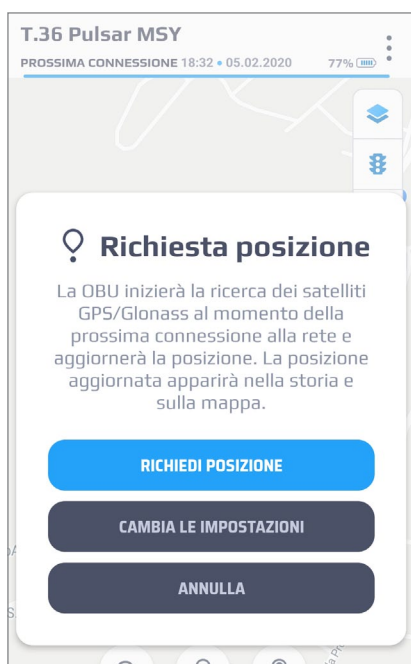 T.36 Pulsar MSY
PROSSIMA CONNESSIONE 18:32 • 05.02.2020 77%
Richiesta posizione
La OBU inizierà la ricerca dei satelliti
GPS/Glonass al momento della
prossima connessione alla rete e
aggiornerà la posizione. La posizione
aggiornata apparirà nella storia e
sulla mappa.
RICHIEDI POSIZIONE
CAMBIA LE IMPOSTAZIONI
ANNULLA